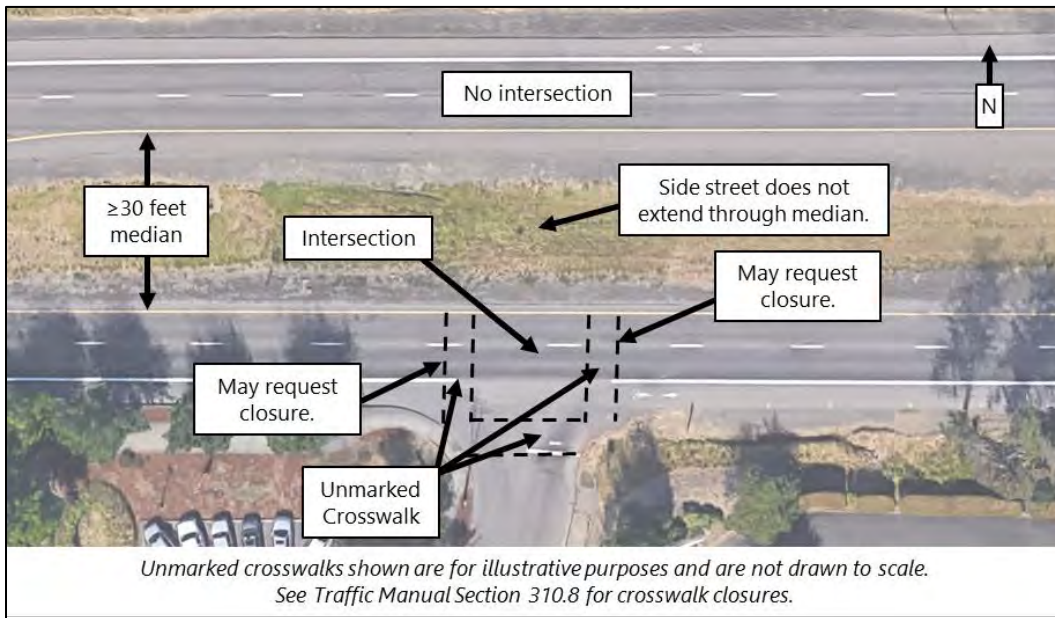 No intersection
N
≥30 feet
median
Side street does not
extend through median.
Intersection
May request
closure.
May request
closure.
Unmarked
Crosswalk
Unmarked crosswalks shown are for illustrative purposes and are not drawn to scale.
See Traffic Manual Section 310.8 for crosswalk closures.